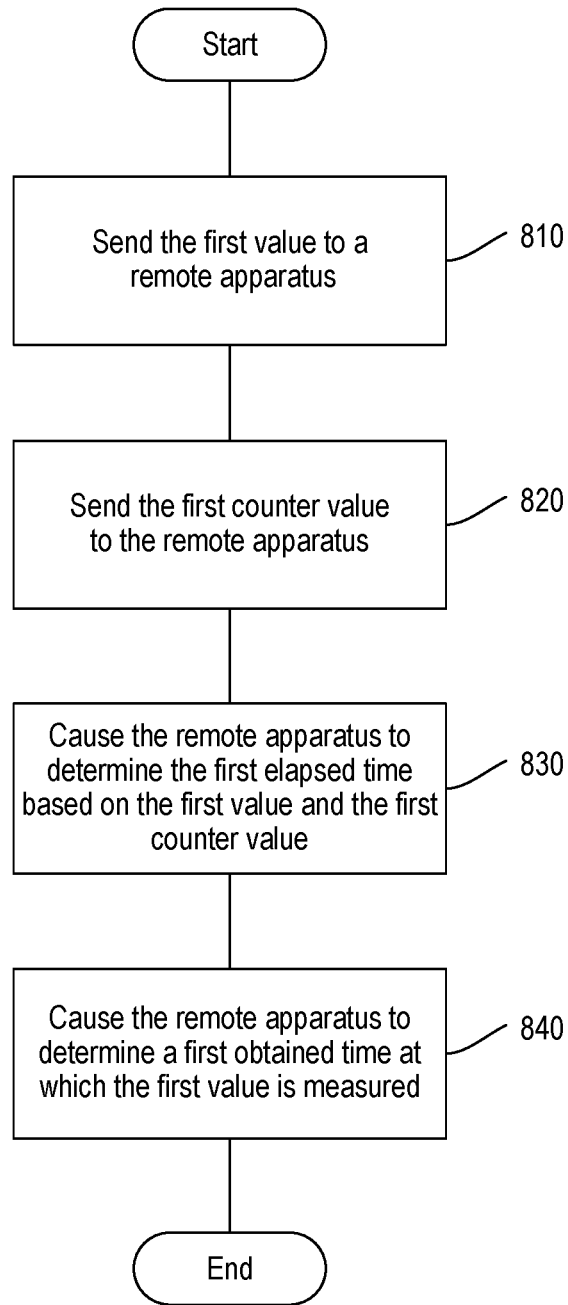 Start
Send the first value to a
remote apparatus
810
Send the first counter value
to the remote apparatus
820
Cause the remote apparatus to
determine the first elapsed time
based on the first value and the first
counter value
830
Cause the remote apparatus to
determine a first obtained time at
which the first value is measured
840
End